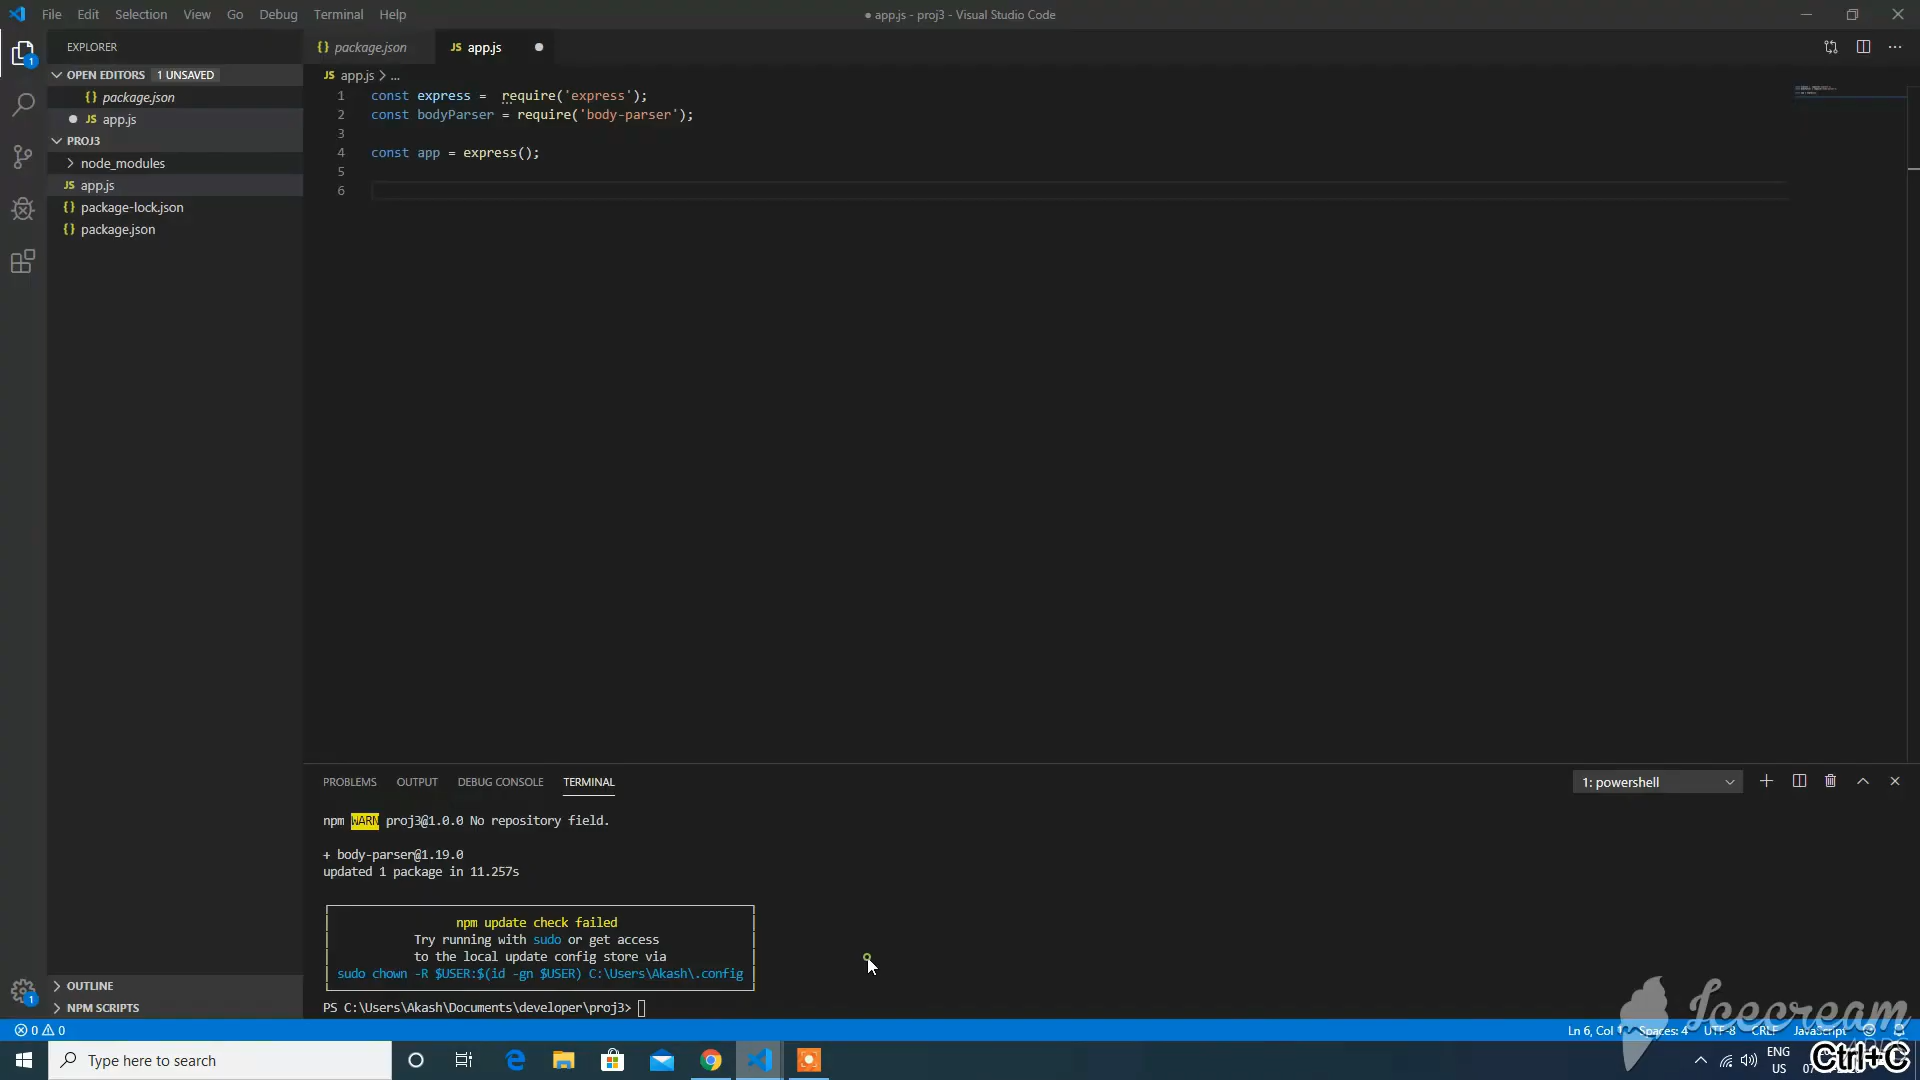 File Edit Selection View Go Debug Terminal Help
● app.js - proj3 - Visual Studio Code
EXPLORER
OPEN EDITORS 1 UNSAVED
{} package.json
● JS app.js
PROJ3
node_modules
JS app.js
{} package-lock.json
{} package.json
OUTLINE
NPM SCRIPTS
{} package.json JS app.js ●
JS app.js > ...
1 const express =  require('express');
2 const bodyParser = require('body-parser');
3
4 const app = express();
5
6
PROBLEMS OUTPUT DEBUG CONSOLE TERMINAL
1: powershell
npm WARN proj3@1.0.0 No repository field.
+ body-parser@1.19.0
updated 1 package in 11.257s
npm update check failed
Try running with sudo or get access
to the local update config store via
sudo chown -R $USER:$(id -gn $USER) C:\Users\Akash\.config
PS C:\Users\Akash\Documents\developer\proj3>
0 0
Ln 6, Col 1 Spaces: 4 UTF-8 CRLF JavaScript
Icecream
Type here to search
ENG
US
Ctrl+C
1
1